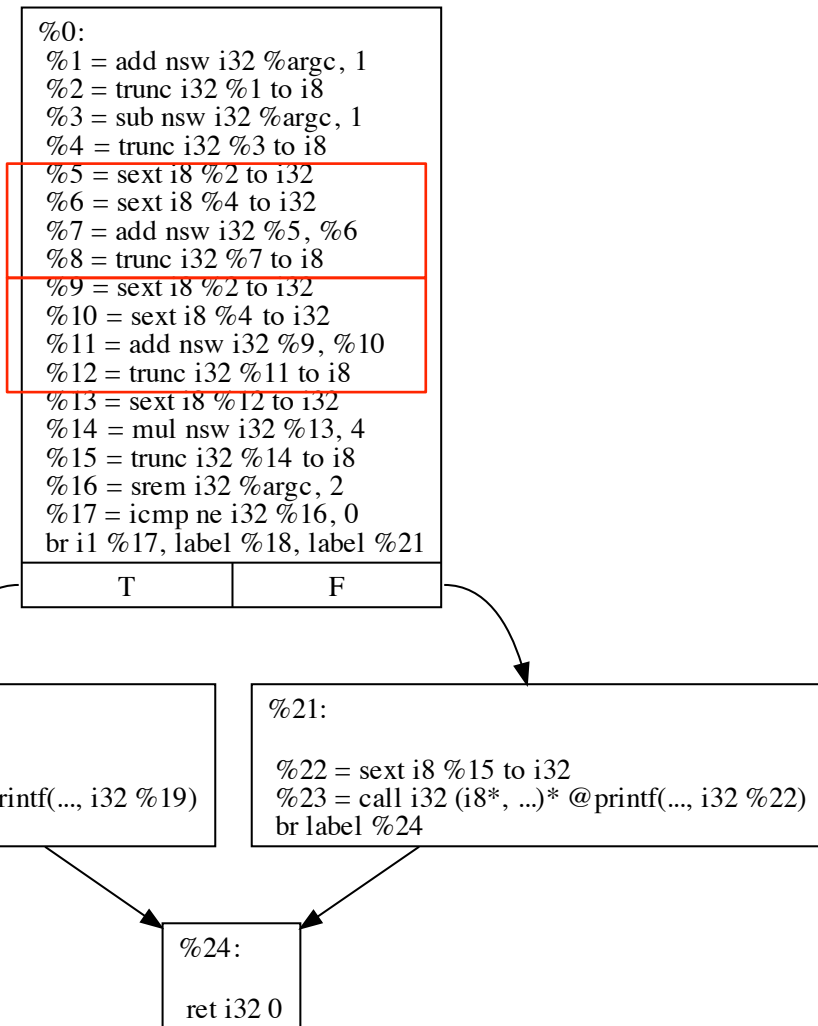 %0:
%1 = add nsw i32 %argc, 1
%2 = trunc i32 %1 to i8
%3 = sub nsw i32 %argc, 1
%4 = trunc i32 %3 to i8
%5 = sext i8 %2 to i32
%6 = sext i8 %4 to i32
%7 = add nsw i32 %5, %6
%8 = trunc i32 %7 to i8
%9 = sext i8 %2 to i32
%10 = sext i8 %4 to i32
%11 = add nsw i32 %9, %10
%12 = trunc i32 %11 to i8
%13 = sext i8 %12 to i32
%14 = mul nsw i32 %13, 4
%15 = trunc i32 %14 to i8
%16 = srem i32 %argc, 2
%17 = icmp ne i32 %16, 0
br i1 %17, label %18, label %21
T
F
rintf(..., i32 %19)
%21:
%22 = sext i8 %15 to i32
%23 = call i32 (i8*, ...)* @printf(..., i32 %22)
br label %24
%24:
ret i32 0